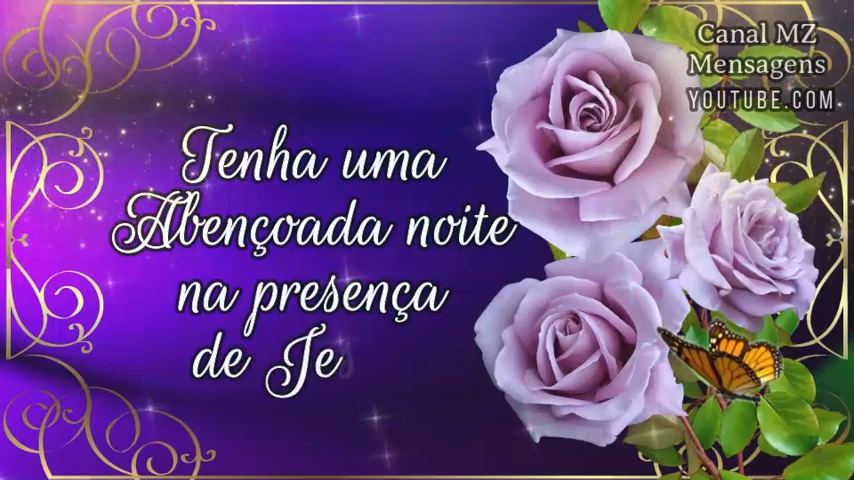 Canal MZ
Mensagens
YOUTUBE.COM
Tenha uma
Abençoada noite
na presença
de Je